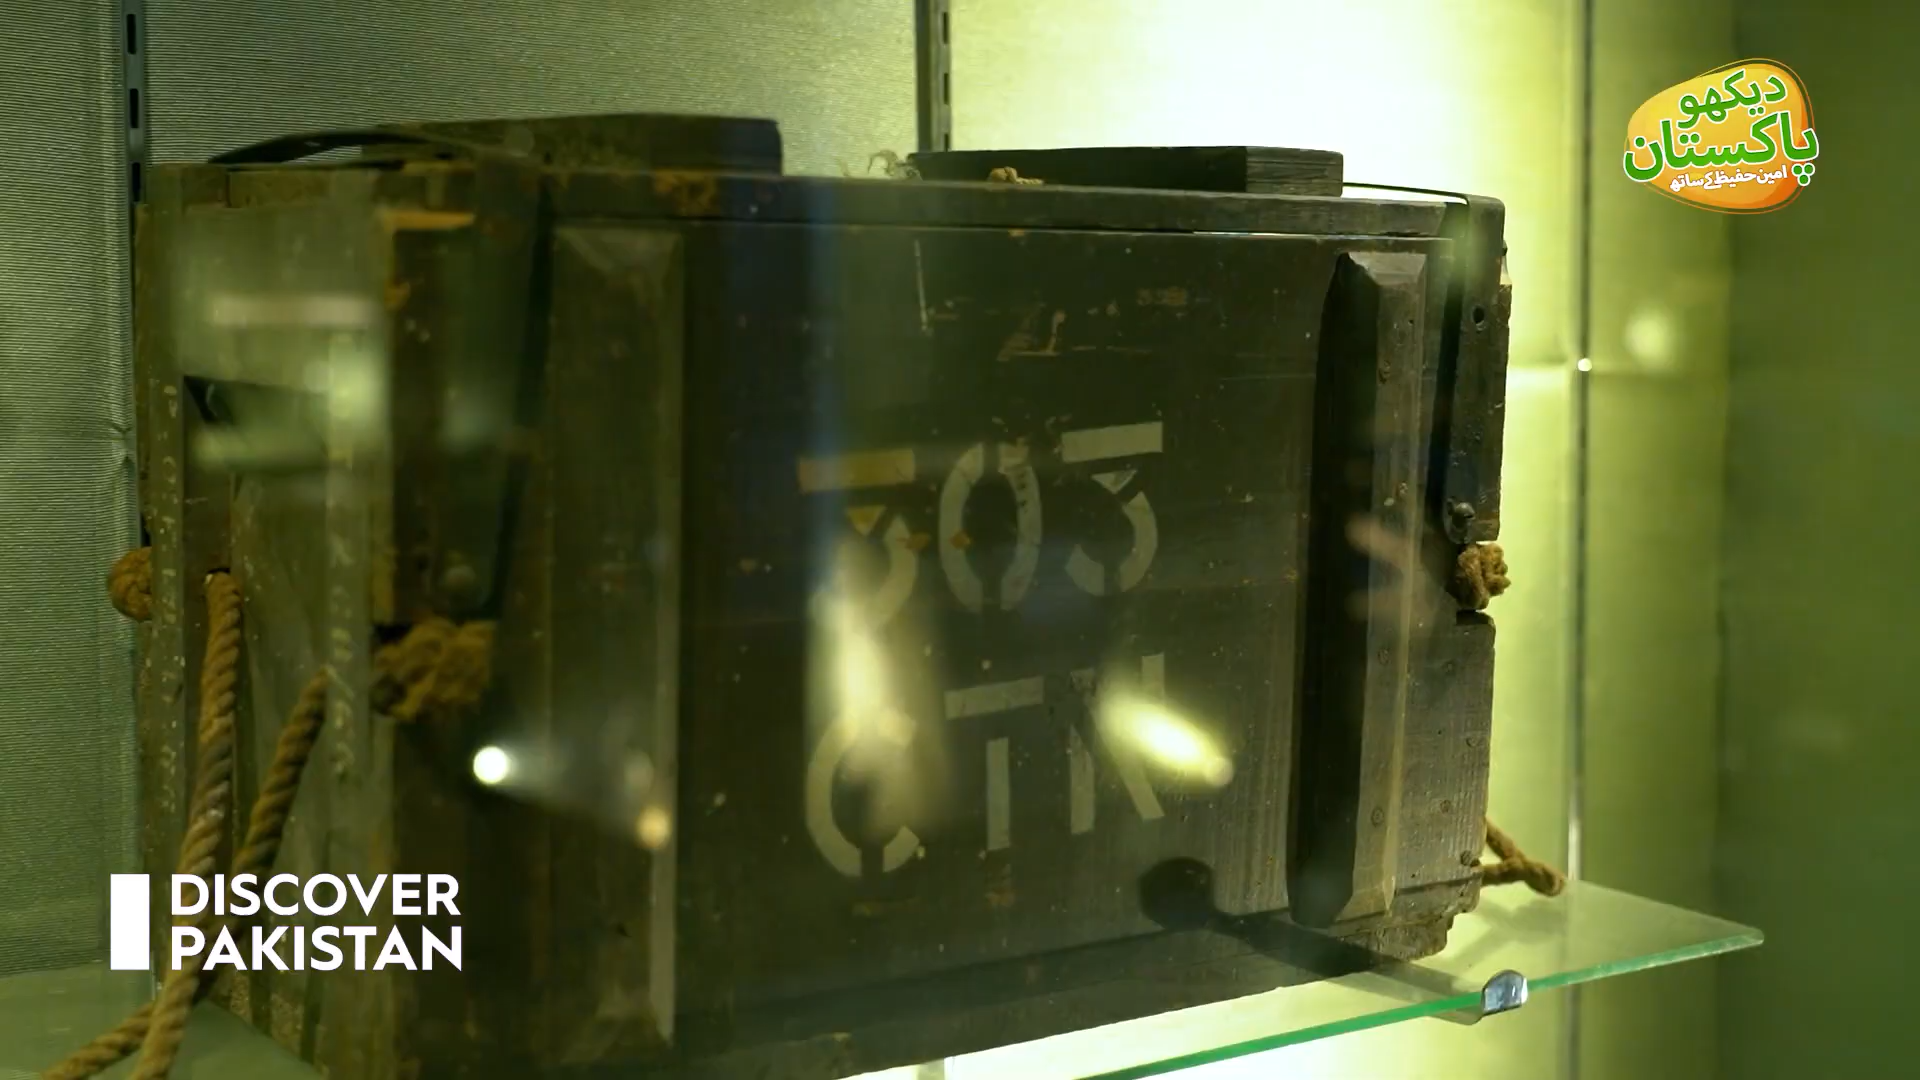 دیکھو
پاکستان
امین حفیظ کے ساتھ
303
CTN
DISCOVER
PAKISTAN